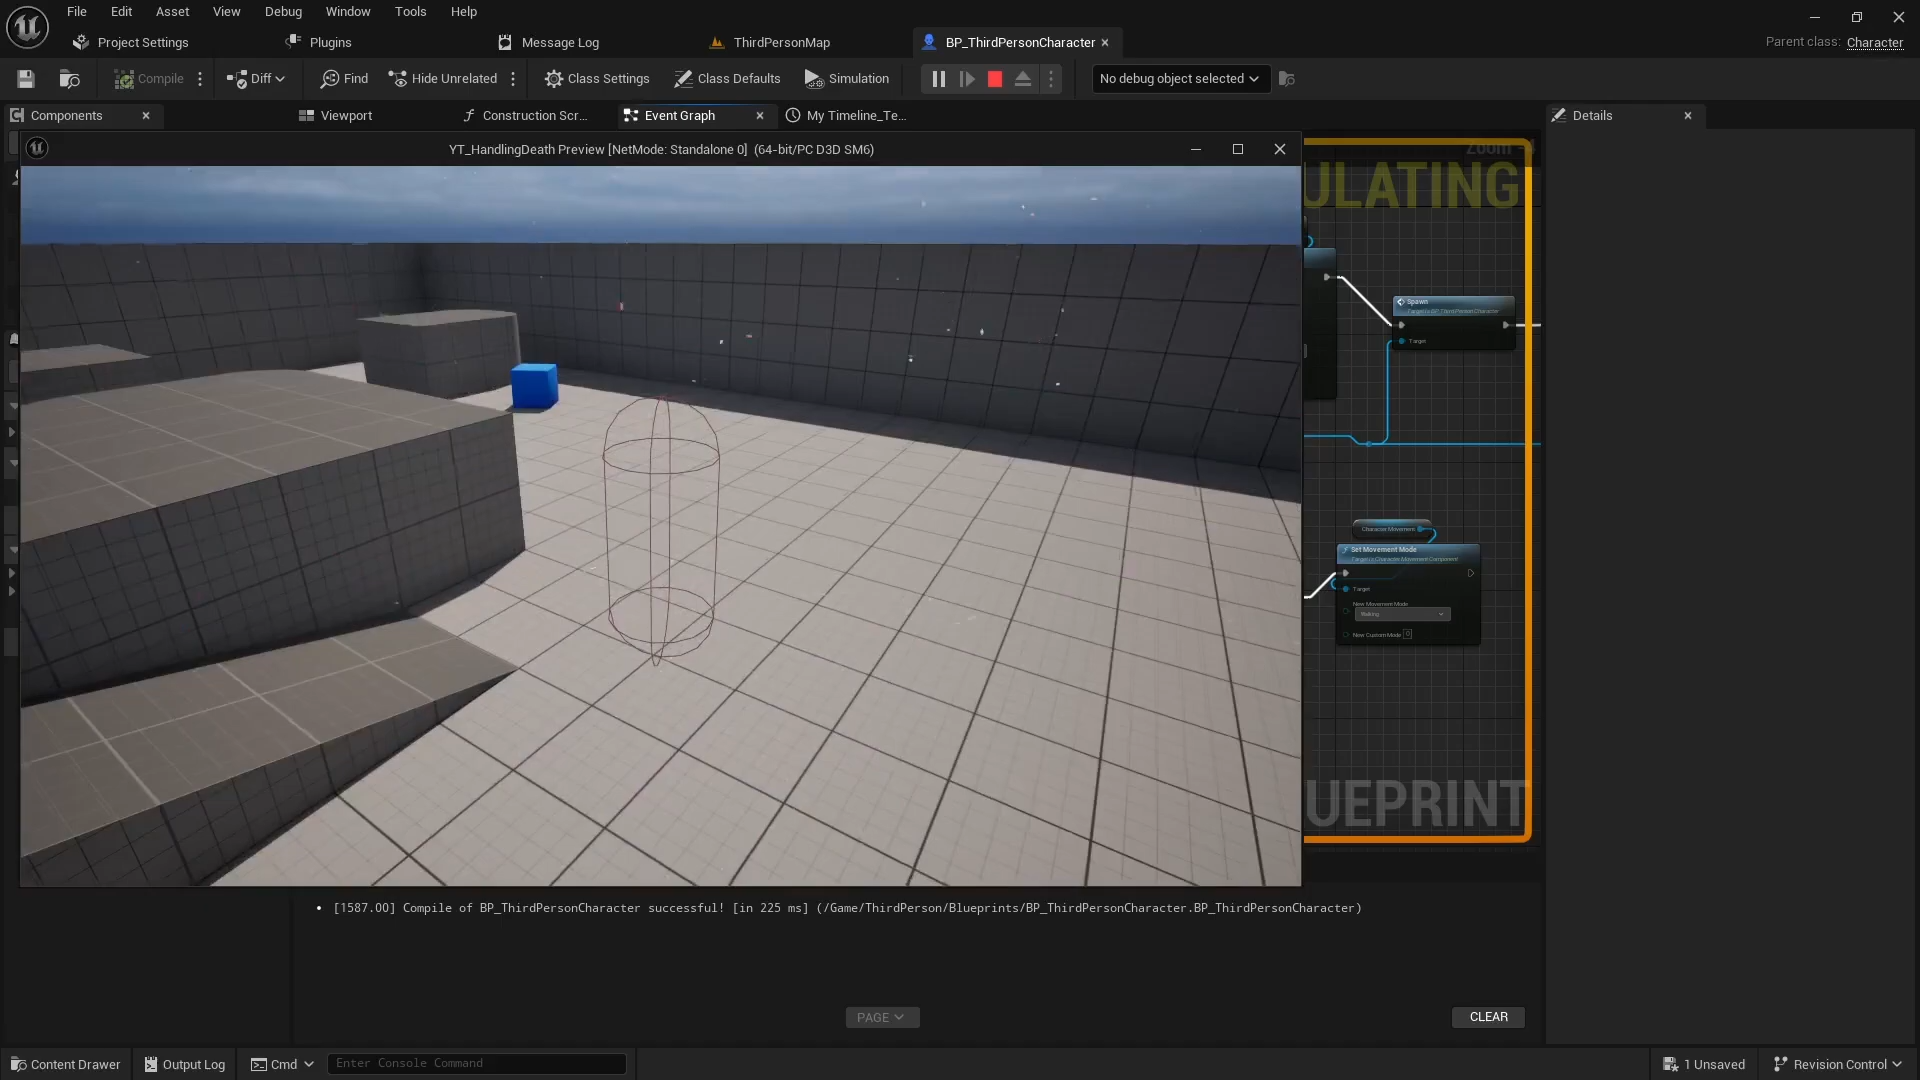 File Edit Asset View Debug Window Tools Help
Project Settings Plugins Message Log ThirdPersonMap BP_ThirdPersonCharacter Parent class: Character
Compile Diff Find Hide Unrelated Class Settings Class Defaults Simulation No debug object selected
Components Viewport Construction Scr... Event Graph My Timeline_Te... Details
YT_HandlingDeath Preview [NetMode: Standalone 0] (64-bit/PC D3D SM6)
Zoom -4
ULATING
Spawn
Target is BP_ThirdPersonCharacter
Target
Character Movement
Set Movement Mode
Target is Character Movement Component
Target
New Movement Mode
Walking
New Custom Mode 0
UEPRINT
[1587.00] Compile of BP_ThirdPersonCharacter successful! [in 225 ms] (/Game/ThirdPerson/Blueprints/BP_ThirdPersonCharacter.BP_ThirdPersonCharacter)
PAGE CLEAR
Content Drawer Output Log Cmd Enter Console Command 1 Unsaved Revision Control